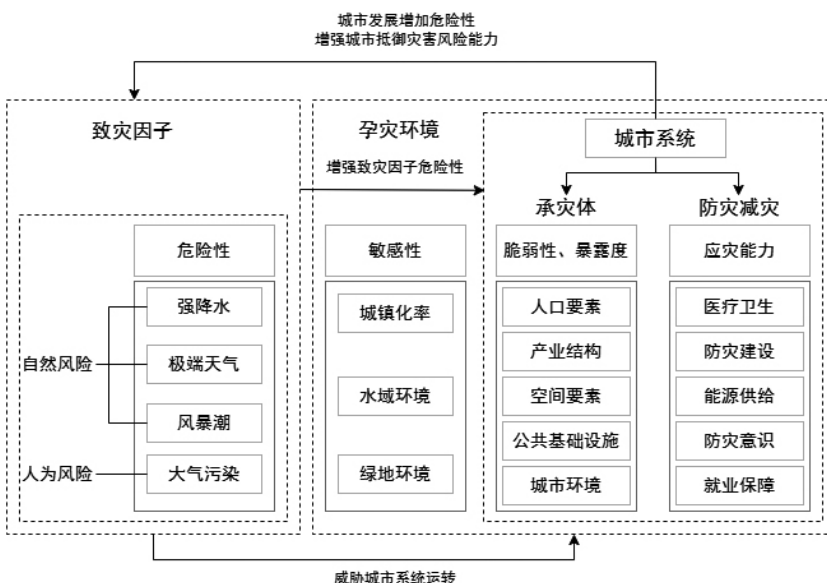 城市发展增加危险性
增强城市抵御灾害风险能力
致灾因子
孕灾环境
城市系统
增强致灾因子危险性
承灾体
防灾减灾
危险性
敏感性
脆弱性、暴露度
应灾能力
自然风险
强降水
极端天气
风暴潮
人为风险
大气污染
城镇化率
水域环境
绿地环境
人口要素
产业结构
空间要素
公共基础设施
城市环境
医疗卫生
防灾建设
能源供给
防灾意识
就业保障
威胁城市系统运转